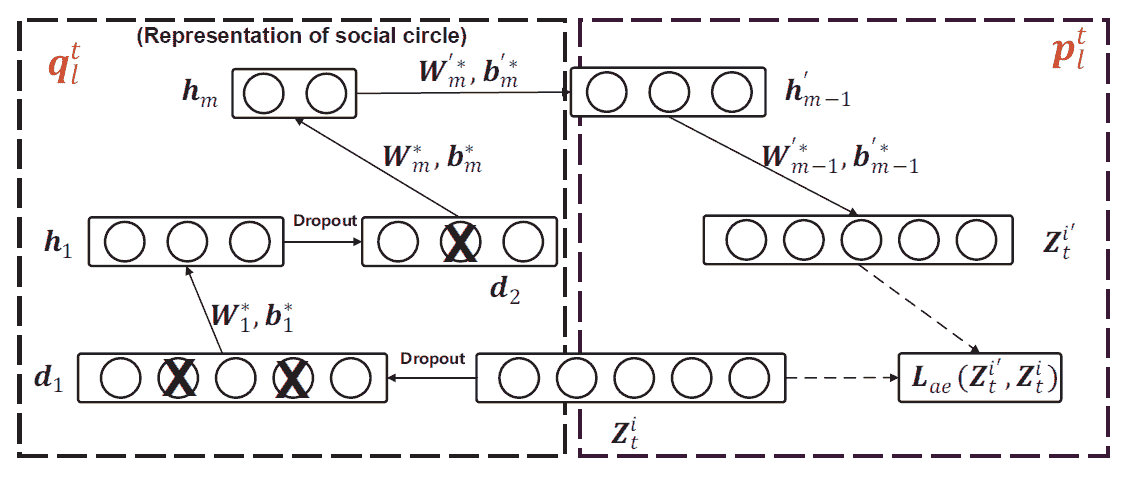 (Representation of social circle)
q_l^t
p_l^t
h_m
W_m^{'*}, b_m^{'*}
h_{m-1}^{'}
W_m^*, b_m^*
W_{m-1}^{'*}, b_{m-1}^{'*}
h_1
Dropout
X
Z_t^{i'}
d_2
W_1^*, b_1^*
d_1
X X
Dropout
L_{ae}(Z_t^{i'}, Z_t^i)
Z_t^i